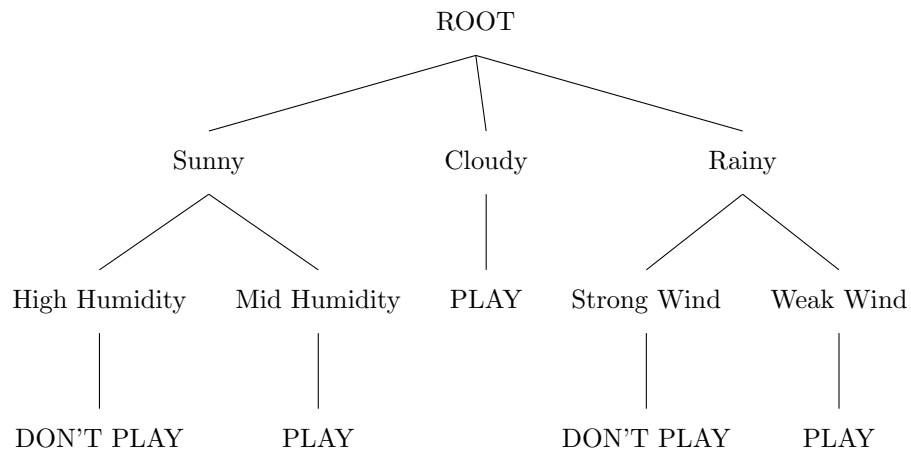 ROOT
Sunny Cloudy Rainy
High Humidity Mid Humidity PLAY Strong Wind Weak Wind
DON'T PLAY PLAY DON'T PLAY PLAY